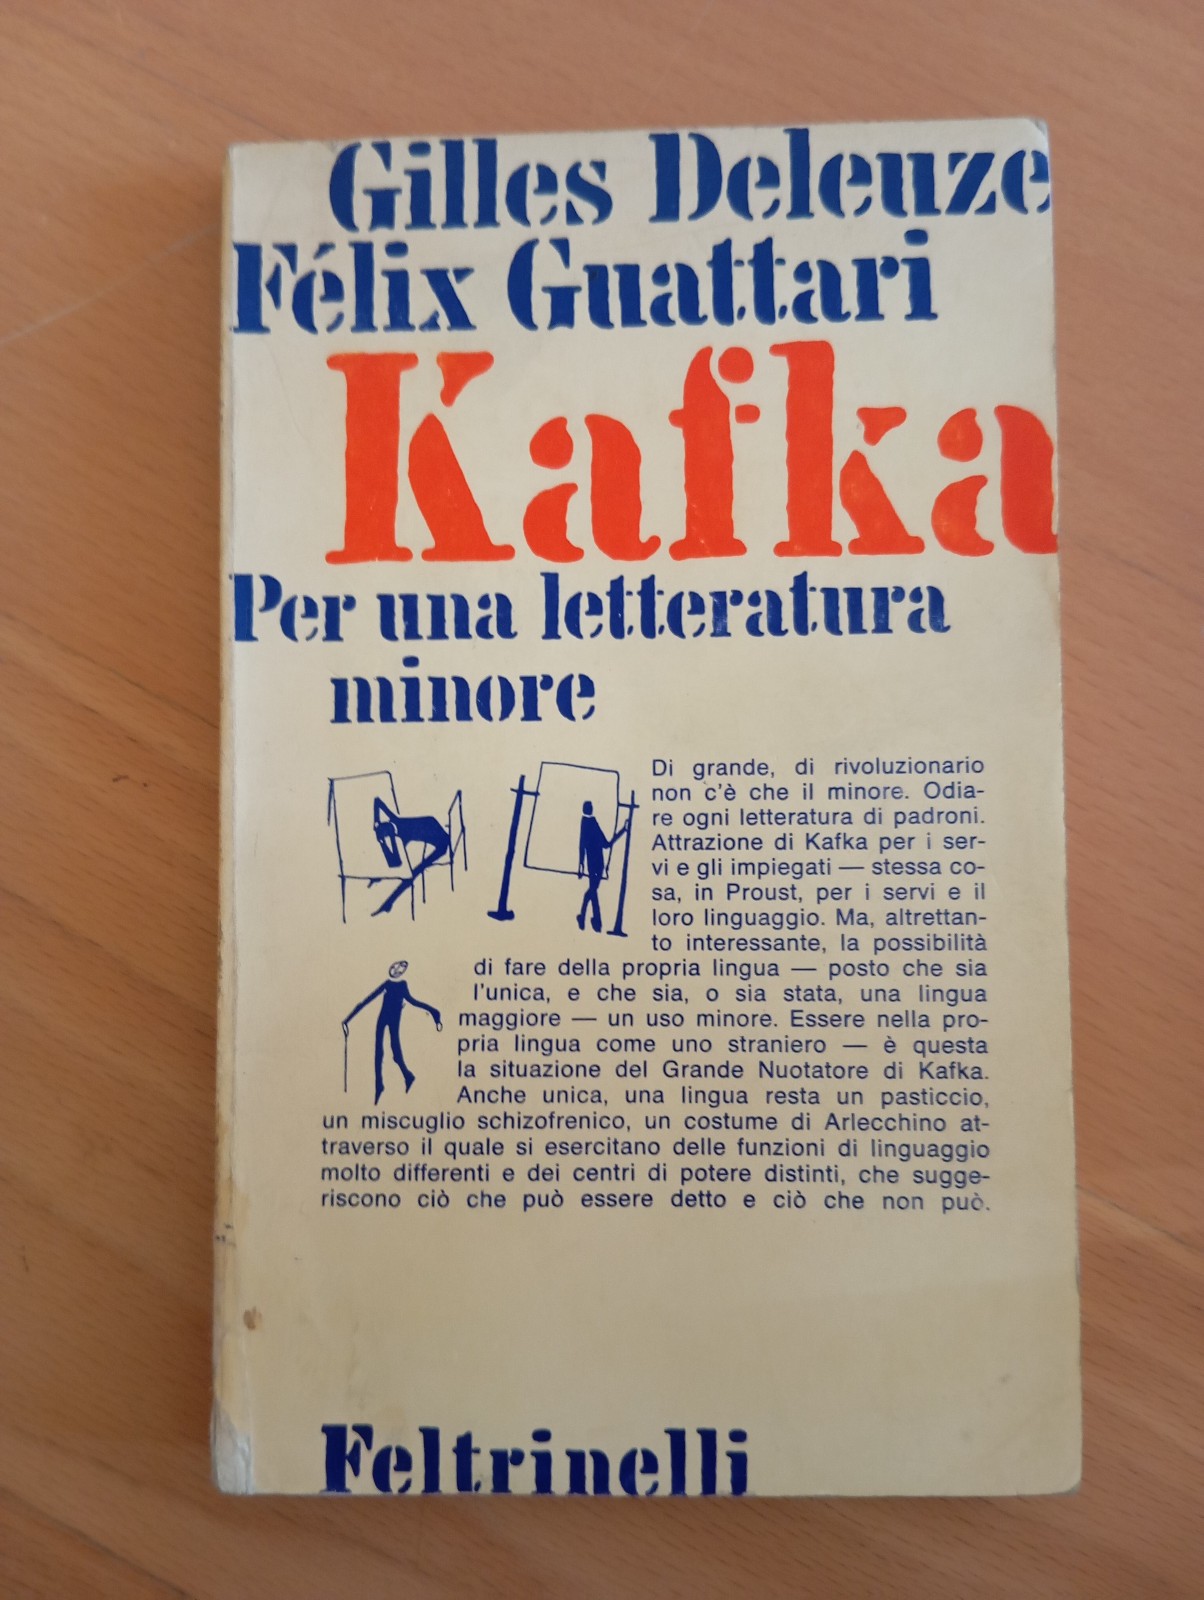 Gilles Deleuze
Félix Guattari
Kafka
Per una letteratura
minore
Di grande, di rivoluzionario
non c'è che il minore. Odia-
re ogni letteratura di padroni.
Attrazione di Kafka per i ser-
vi e gli impiegati — stessa co-
sa, in Proust, per i servi e il
loro linguaggio. Ma, altrettan-
to interessante, la possibilità
di fare della propria lingua — posto che sia
l'unica, e che sia, o sia stata, una lingua
maggiore — un uso minore. Essere nella pro-
pria lingua come uno straniero — è questa
la situazione del Grande Nuotatore di Kafka.
Anche unica, una lingua resta un pasticcio,
un miscuglio schizofrenico, un costume di Arlecchino at-
traverso il quale si esercitano delle funzioni di linguaggio
molto differenti e dei centri di potere distinti, che sugge-
riscono ciò che può essere detto e ciò che non può.
Feltrinelli